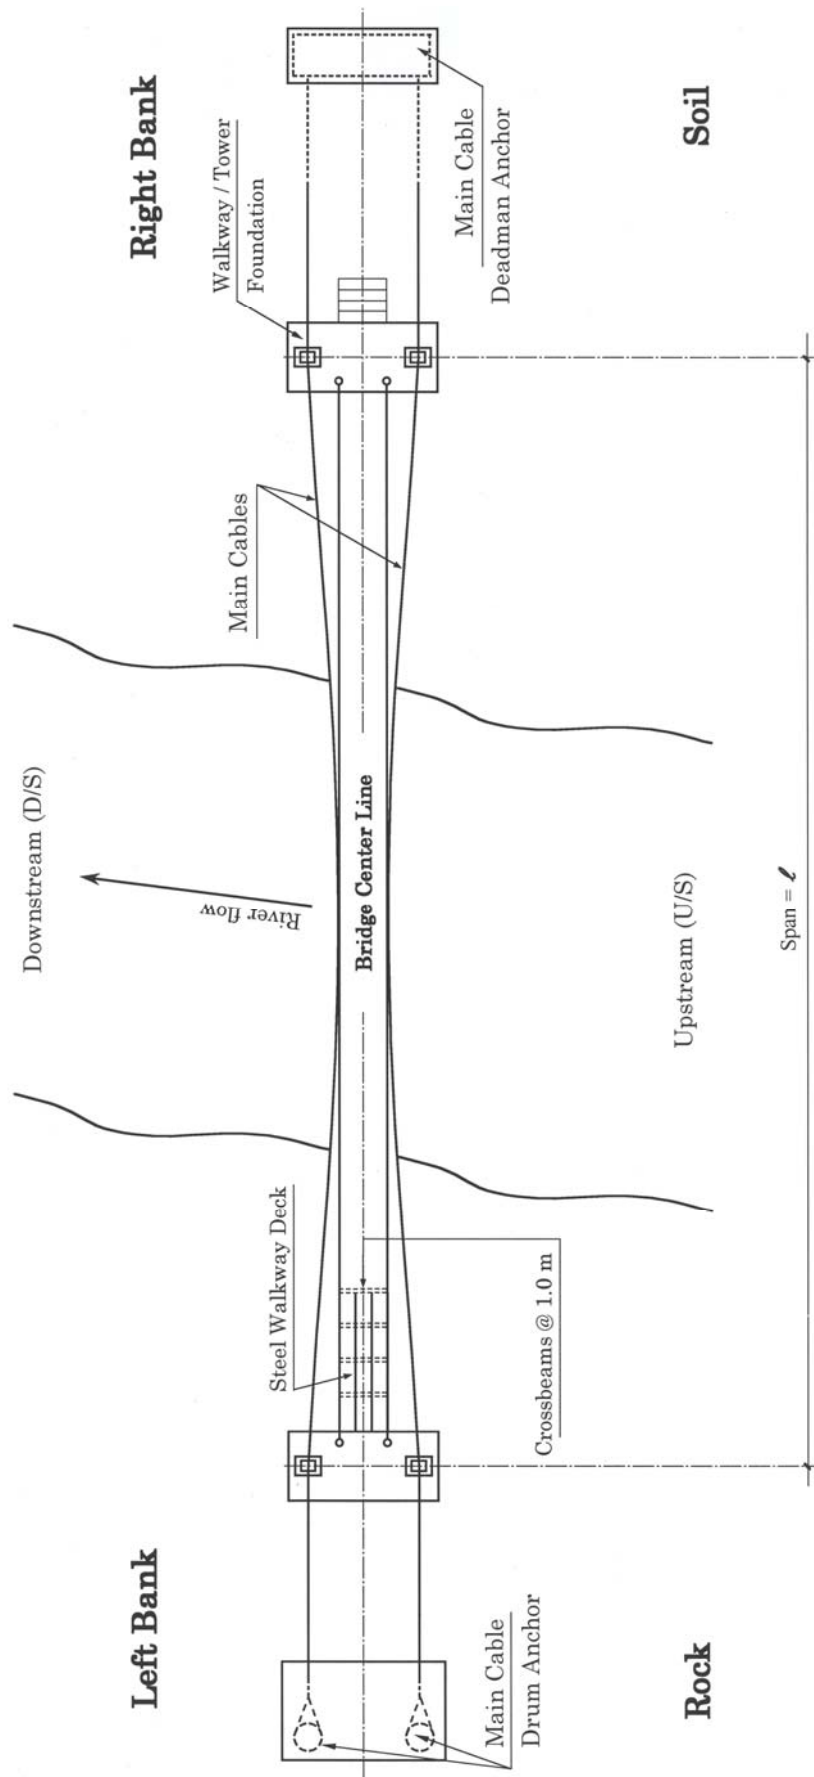 Left Bank
Right Bank
Downstream (D/S)
River flow
Walkway / Tower
Foundation
Main Cables
Steel Walkway Deck
Bridge Center Line
Main Cable
Drum Anchor
Crossbeams @ 1.0 m
Main Cable
Deadman Anchor
Upstream (U/S)
Rock
Soil
Span = ℓ